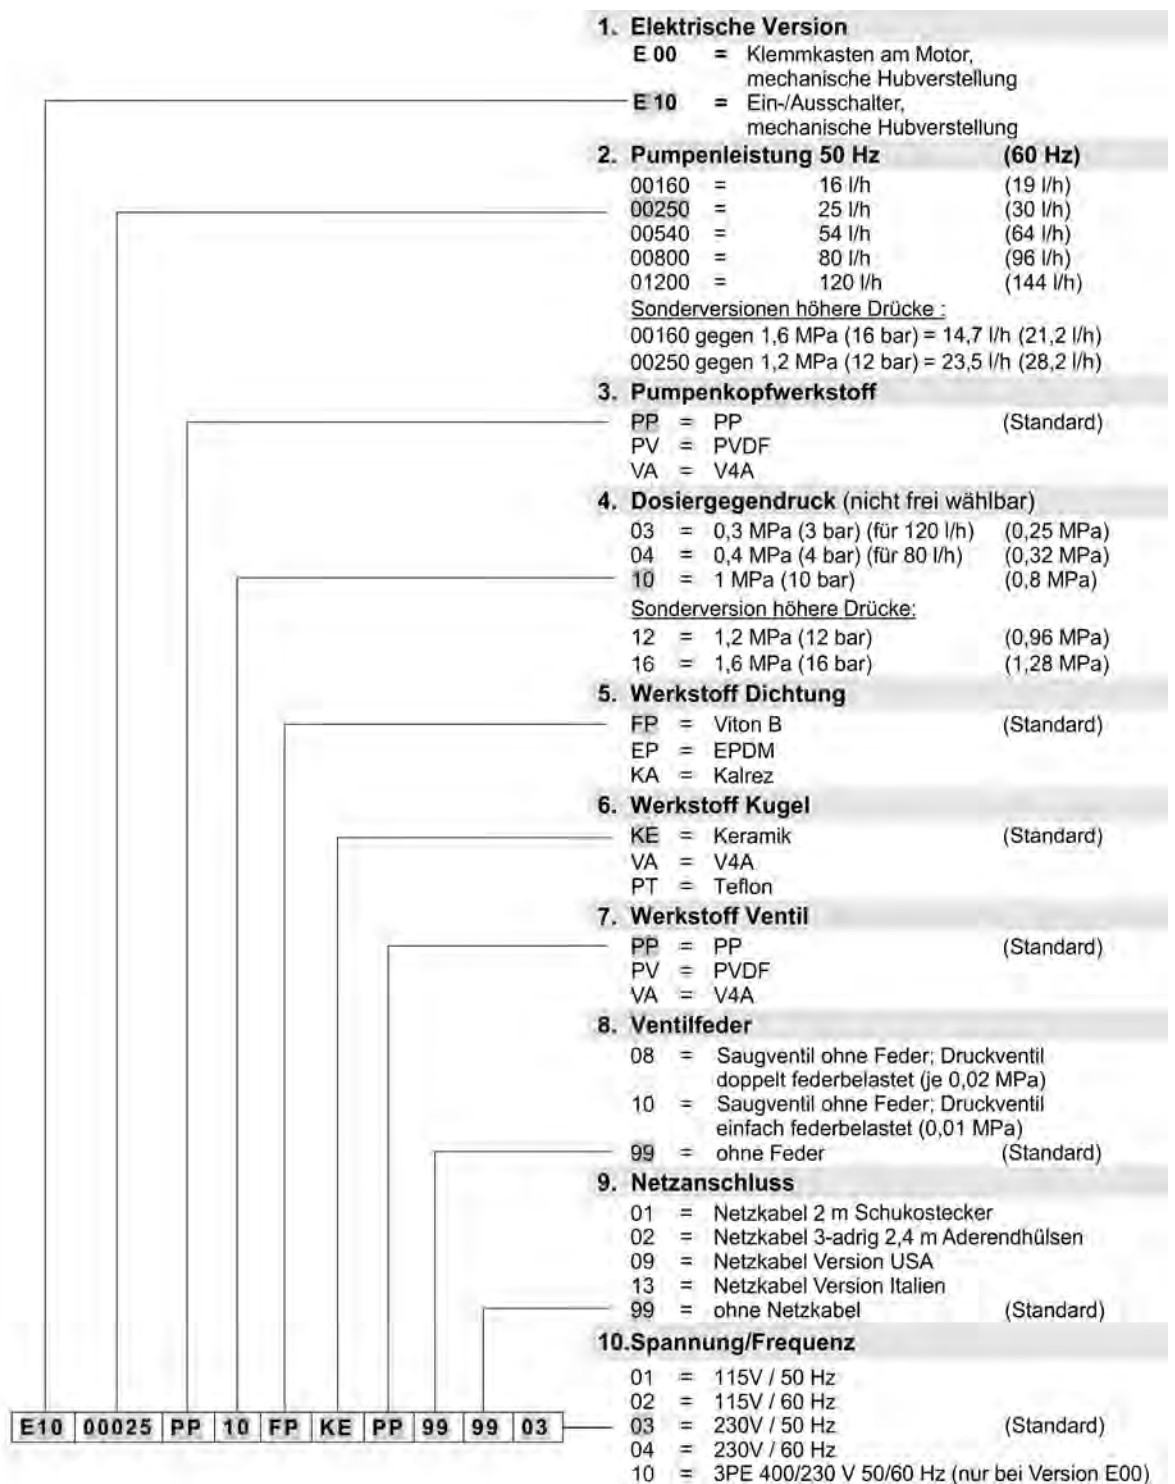 1. Elektrische Version
E 00 = Klemmkasten am Motor,
mechanische Hubverstellung
E 10 = Ein-/Ausschalter,
mechanische Hubverstellung
2. Pumpenleistung 50 Hz (60 Hz)
00160 = 16 l/h (19 l/h)
00250 = 25 l/h (30 l/h)
00540 = 54 l/h (64 l/h)
00800 = 80 l/h (96 l/h)
01200 = 120 l/h (144 l/h)
Sonderversionen höhere Drücke :
00160 gegen 1,6 MPa (16 bar) = 14,7 l/h (21,2 l/h)
00250 gegen 1,2 MPa (12 bar) = 23,5 l/h (28,2 l/h)
3. Pumpenkopfwerkstoff
PP = PP (Standard)
PV = PVDF
VA = V4A
4. Dosiergegendruck (nicht frei wählbar)
03 = 0,3 MPa (3 bar) (für 120 l/h) (0,25 MPa)
04 = 0,4 MPa (4 bar) (für 80 l/h) (0,32 MPa)
10 = 1 MPa (10 bar) (0,8 MPa)
Sonderversion höhere Drücke:
12 = 1,2 MPa (12 bar) (0,96 MPa)
16 = 1,6 MPa (16 bar) (1,28 MPa)
5. Werkstoff Dichtung
FP = Viton B (Standard)
EP = EPDM
KA = Kalrez
6. Werkstoff Kugel
KE = Keramik (Standard)
VA = V4A
PT = Teflon
7. Werkstoff Ventil
PP = PP (Standard)
PV = PVDF
VA = V4A
8. Ventilfeder
08 = Saugventil ohne Feder; Druckventil
doppelt federbelastet (je 0,02 MPa)
10 = Saugventil ohne Feder; Druckventil
einfach federbelastet (0,01 MPa)
99 = ohne Feder (Standard)
9. Netzanschluss
01 = Netzkabel 2 m Schukostecker
02 = Netzkabel 3-adrig 2,4 m Aderendhülsen
09 = Netzkabel Version USA
13 = Netzkabel Version Italien
99 = ohne Netzkabel (Standard)
10.Spannung/Frequenz
01 = 115V / 50 Hz
02 = 115V / 60 Hz
03 = 230V / 50 Hz (Standard)
04 = 230V / 60 Hz
10 = 3PE 400/230 V 50/60 Hz (nur bei Version E00)
E10 00025 PP 10 FP KE PP 99 99 03